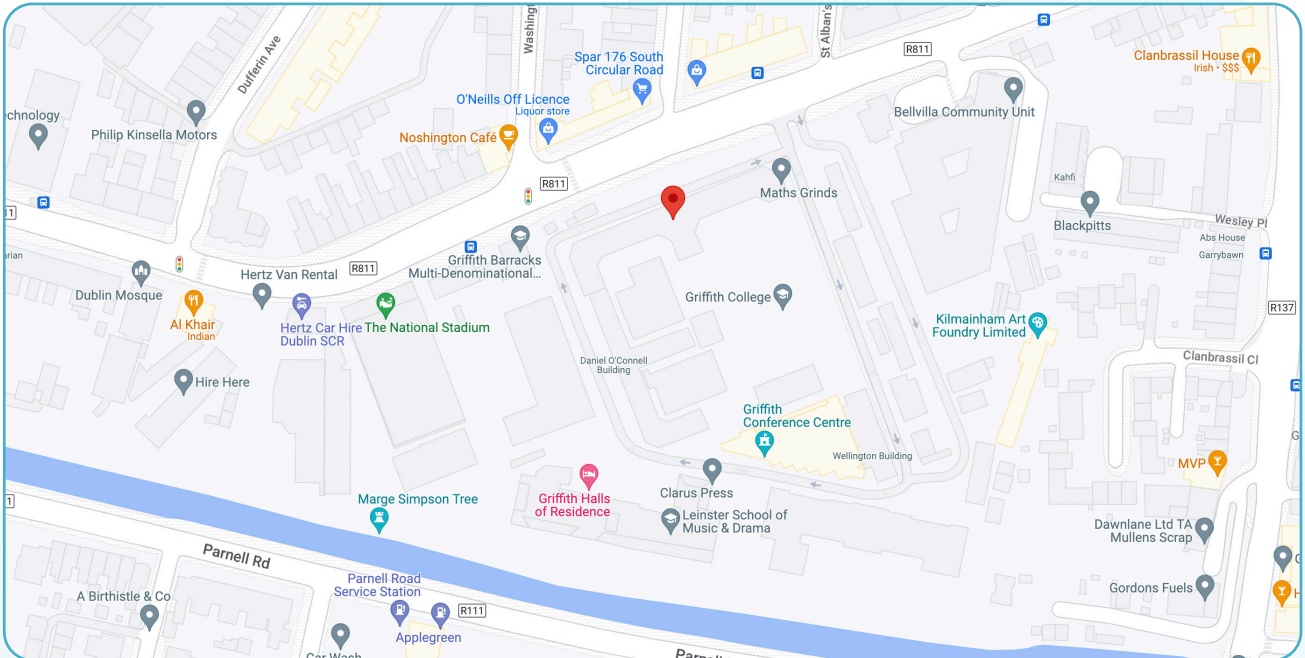 Washingt
St Alban's
R811
Clanbrassil House
Irish • $$$
Dufferin Ave
Spar 176 South
Circular Road
O'Neills Off Licence
Liquor store
Bellvilla Community Unit
echnology
Philip Kinsella Motors
Noshington Café
R811
Maths Grinds
Kahfi
Blackpitts
Wesley Pl
11
Abs House
Garrybawn
arian
Griffith Barracks
Multi-Denominational...
R811
Hertz Van Rental
Dublin Mosque
Griffith College
R137
Al Khair
Indian
Hertz Car Hire
Dublin SCR
The National Stadium
Kilmainham Art
Foundry Limited
Daniel O'Connell
Building
Clanbrassil Cl
Hire Here
Griffith
Conference Centre
G
Wellington Building
MVP
Clarus Press
Marge Simpson Tree
Griffith Halls
of Residence
1
Leinster School of
Music & Drama
Dawnlane Ltd TA
Mullens Scrap
Parnell Rd
G
Parnell Road
Service Station
Gordons Fuels
H
A Birthistle & Co
R111
Applegreen
Car Wash
Parnell